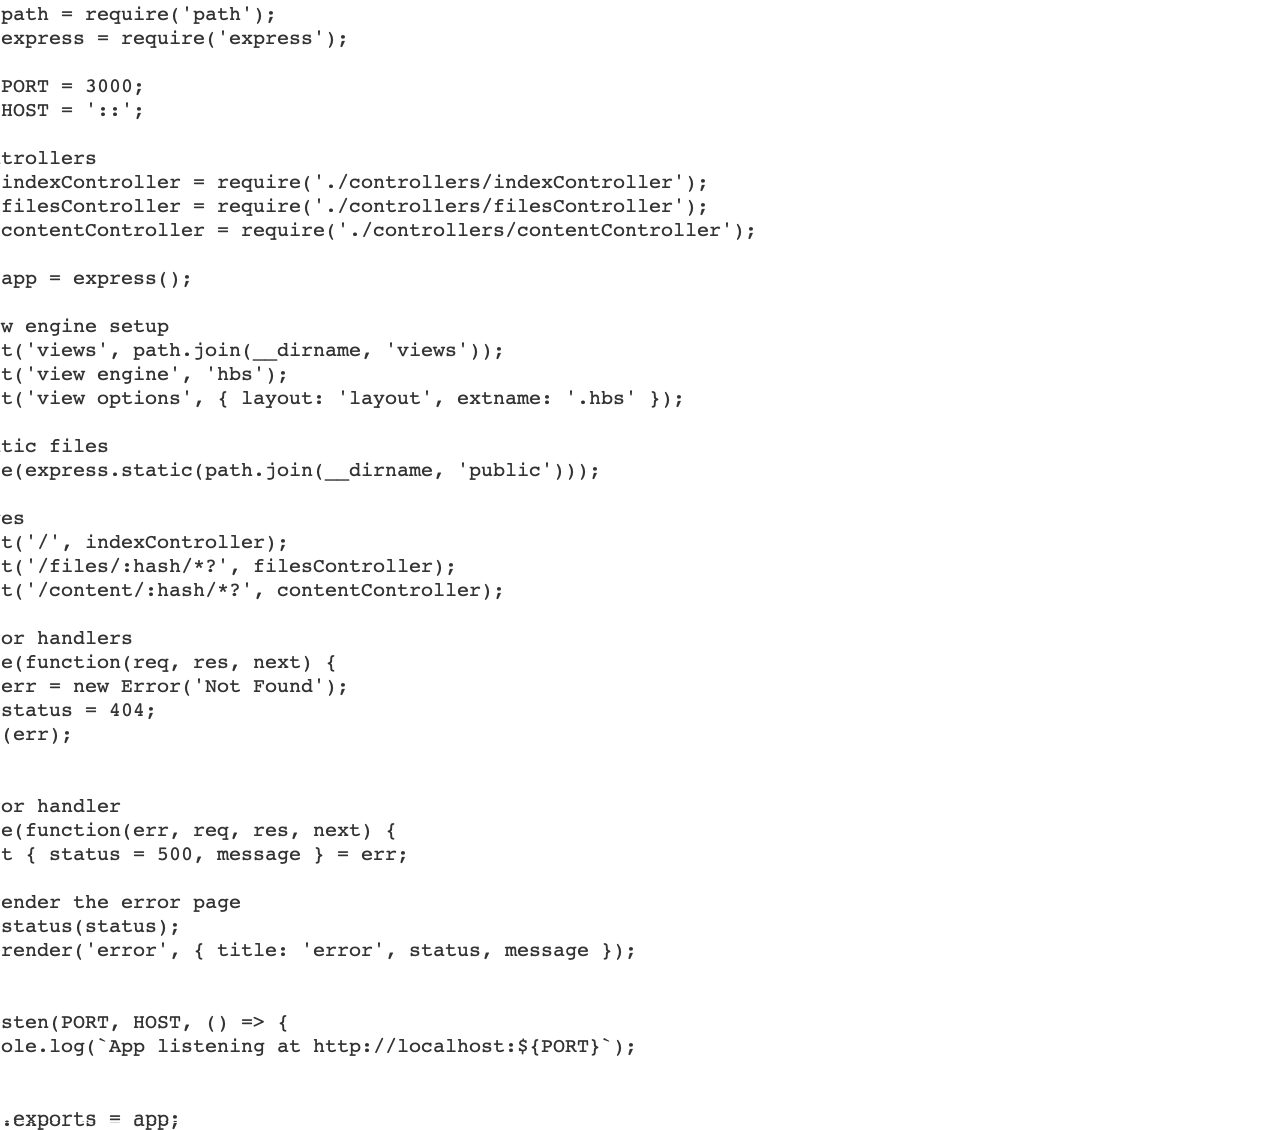 path = require('path');
express = require('express');
PORT = 3000;
HOST = '::';
trollers
indexController = require('./controllers/indexController');
filesController = require('./controllers/filesController');
contentController = require('./controllers/contentController');
app = express();
w engine setup
t('views', path.join(__dirname, 'views'));
t('view engine', 'hbs');
t('view options', { layout: 'layout', extname: '.hbs' });
tic files
e(express.static(path.join(__dirname, 'public')));
es
t('/', indexController);
t('/files/:hash/*?', filesController);
t('/content/:hash/*?', contentController);
or handlers
e(function(req, res, next) {
err = new Error('Not Found');
status = 404;
(err);
or handler
e(function(err, req, res, next) {
t { status = 500, message } = err;
ender the error page
status(status);
render('error', { title: 'error', status, message });
sten(PORT, HOST, () => {
ole.log(`App listening at http://localhost:${PORT}`);
.exports = app;